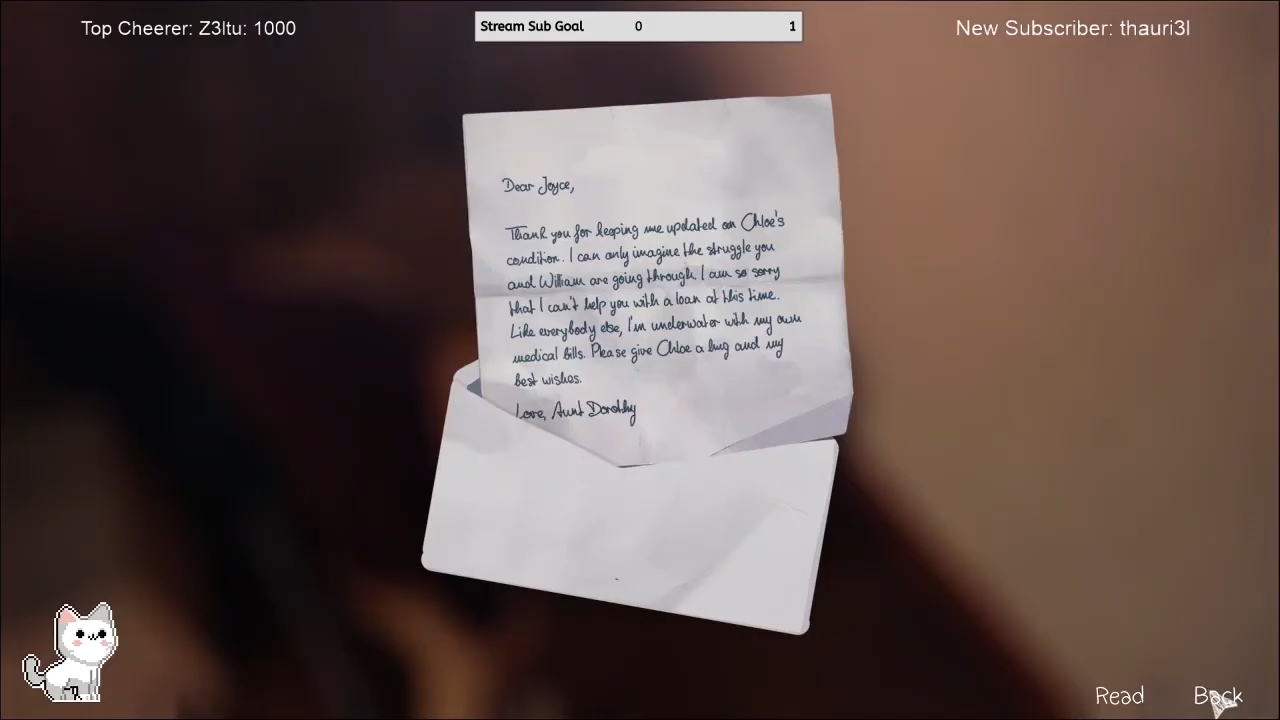 Top Cheerer: Z3ltu: 1000
Stream Sub Goal 0 1
New Subscriber: thauri3l
Dear Joyce,
Thank you for keeping me updated on Chloe's
condition. I can only imagine the struggle you
and William are going through. I am so sorry
that I can't help you with a loan at this time.
Like everybody else, I'm underwater with my own
medical bills. Please give Chloe a hug and my
best wishes.
Love, Aunt Dorothy
Read Back